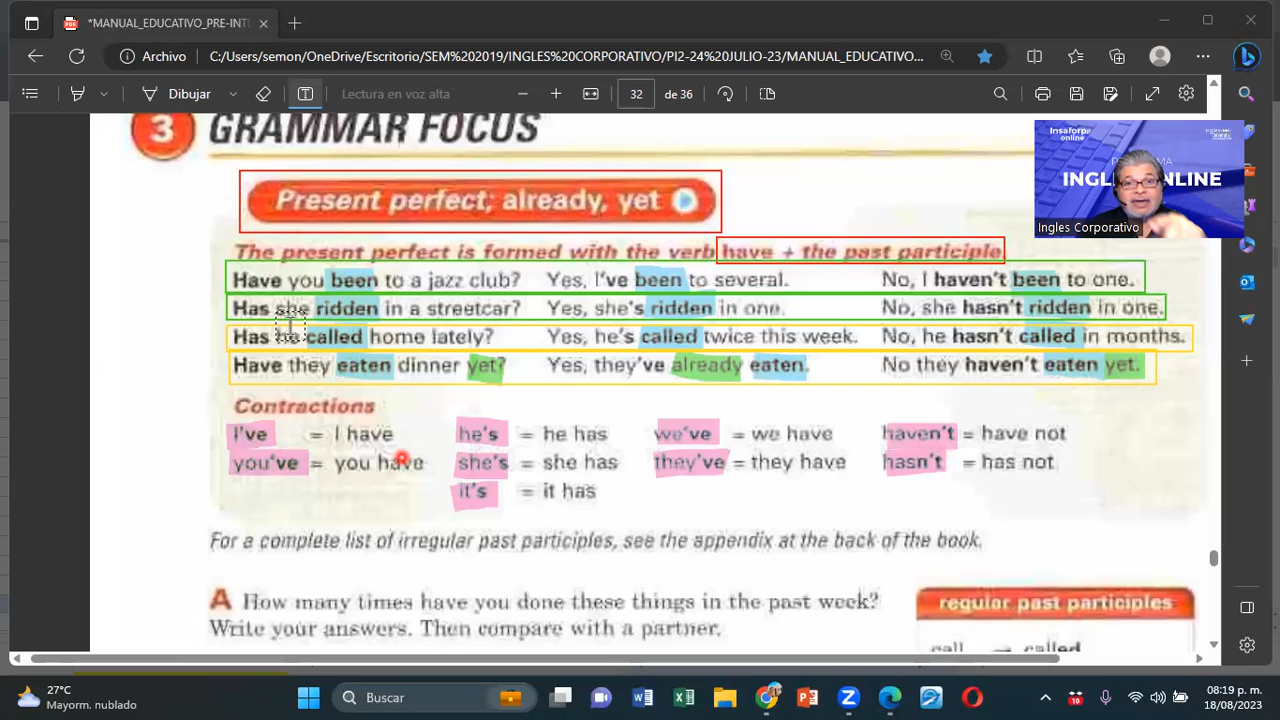 *MANUAL_EDUCATIVO_PRE-INT
Archivo
C:/Users/semon/OneDrive/Escritorio/SEM%202019/INGLES%20CORPORATIVO/PI2-24%20JULIO-23/MANUAL_EDUCATIVO...
Dibujar
Lectura en voz alta
32
de 36
3 GRAMMAR FOCUS
Insaforp
online
INGL ONLINE
Ingles Corporativo
Present perfect; already, yet
The present perfect is formed with the verb have + the past participle
Have you been to a jazz club? Yes, I've been to several. No, I haven't been to one.
Has she ridden in a streetcar? Yes, she's ridden in one. No, she hasn't ridden in one.
Has he called home lately? Yes, he's called twice this week. No, he hasn't called in months.
Have they eaten dinner yet? Yes, they've already eaten. No they haven't eaten yet.
Contractions
I've = I have he's = he has we've = we have haven't = have not
you've = you have she's = she has they've = they have hasn't = has not
it's = it has
For a complete list of irregular past participles, see the appendix at the back of the book.
A How many times have you done these things in the past week?
Write your answers. Then compare with a partner.
regular past participles
call → called
27°C
Mayorm. nublado
Buscar
10
08:19 p. m.
18/08/2023